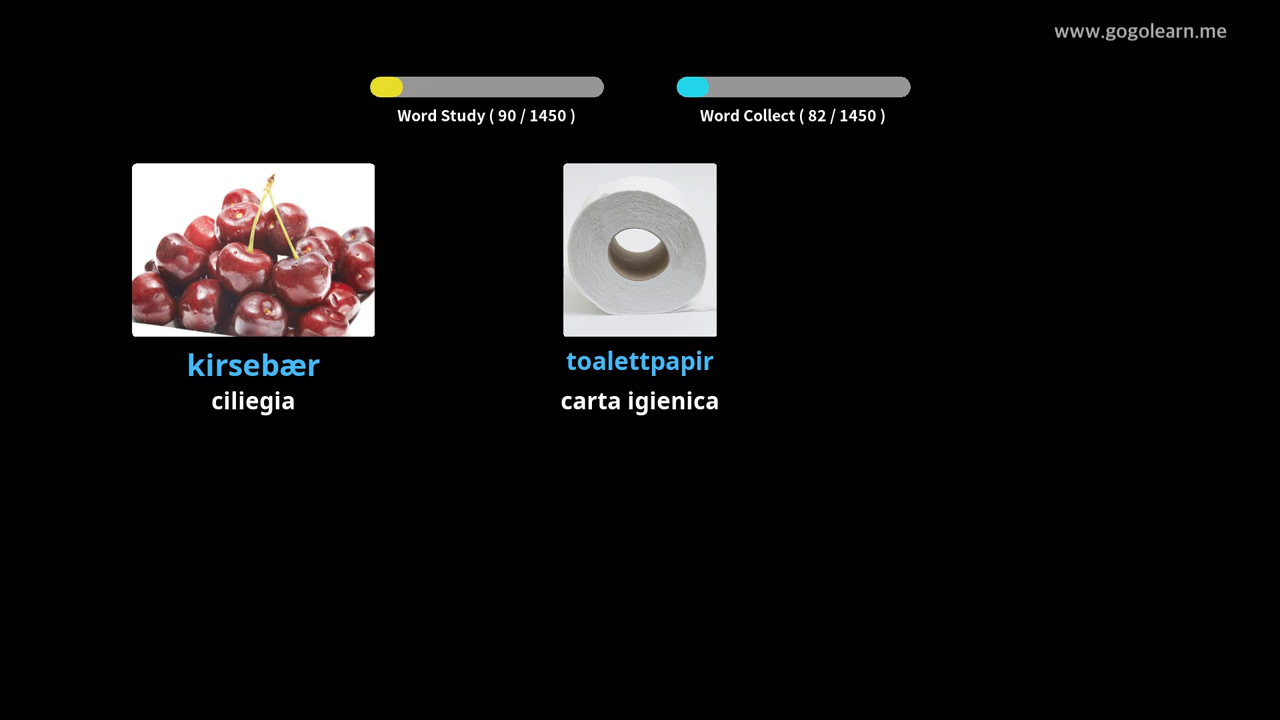 www.gogolearn.me
Word Study ( 90 / 1450 )
Word Collect ( 82 / 1450 )
kirsebær
ciliegia
toalettpapir
carta igienica